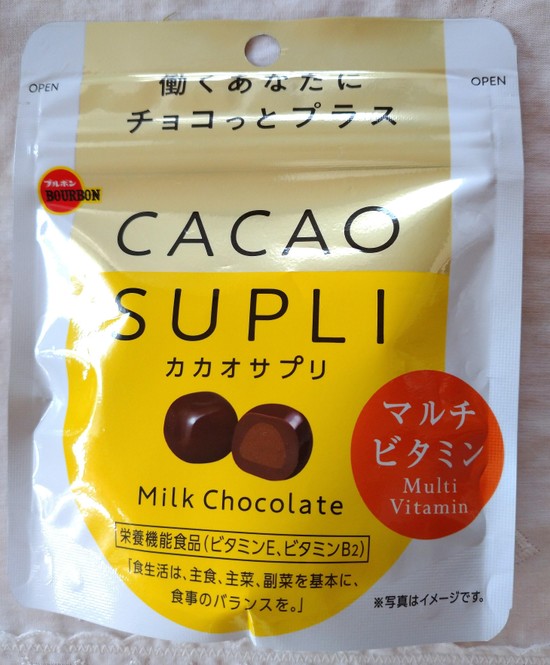 働くあなたに
OPEN
OPEN
チョコっとプラス
ブルボン
BOURBON
CACAO
SUPLI
カカオサプリ
マルチ
ビタミン
Multi
Vitamin
Milk Chocolate
栄養機能食品(ビタミンE、ビタミンB2)
「食生活は、主食、主菜、副菜を基本に、
食事のバランスを。」
※写真はイメージです。